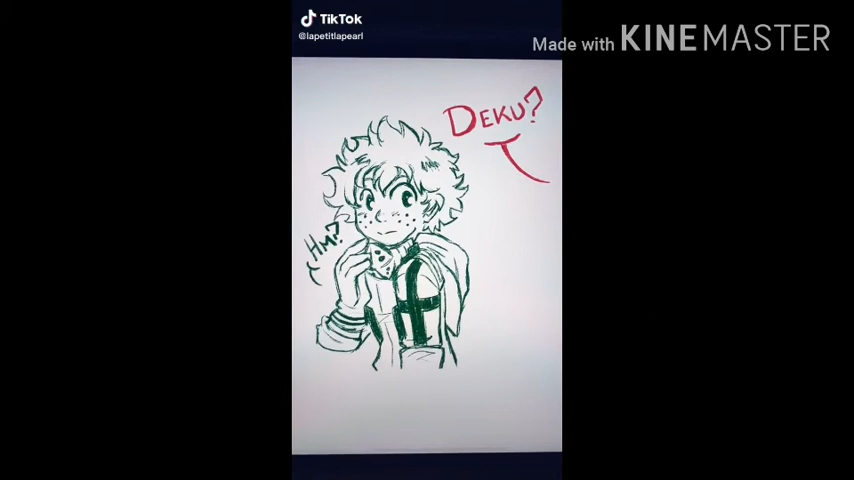 TikTok
@lapetitlapearl
Made with KINEMASTER
DEKU?
HM?